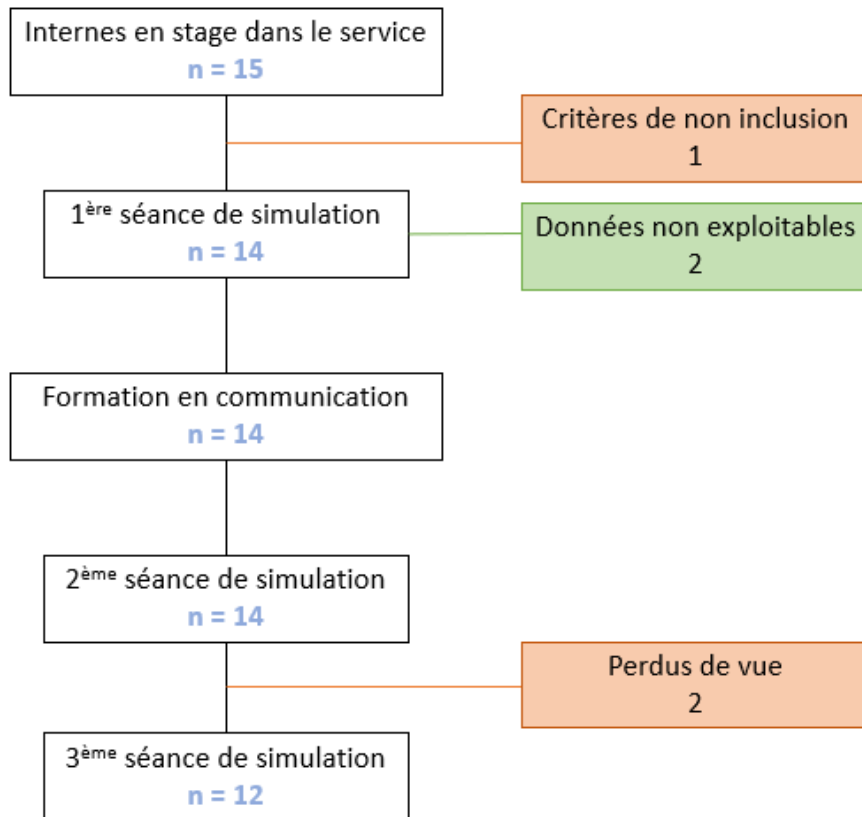 Internes en stage dans le service
n = 15
Critères de non inclusion
1
1ère séance de simulation
n = 14
Données non exploitables
2
Formation en communication
n = 14
2ème séance de simulation
n = 14
Perdus de vue
2
3ème séance de simulation
n = 12